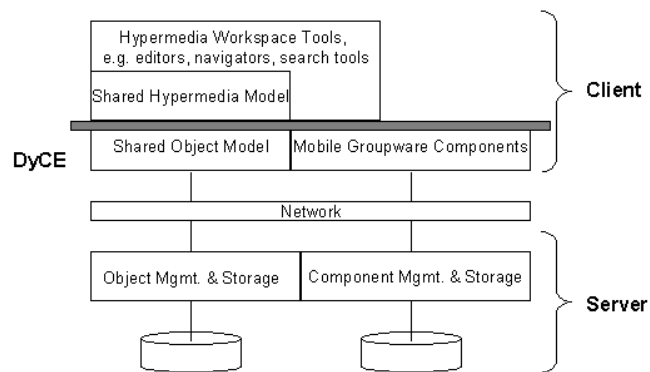 Hypermedia Workspace Tools,
e.g. editors, navigators, search tools
Shared Hypermedia Model
Client
DyCE
Shared Object Model
Mobile Groupware Components
Network
Object Mgmt. & Storage
Component Mgmt. & Storage
Server